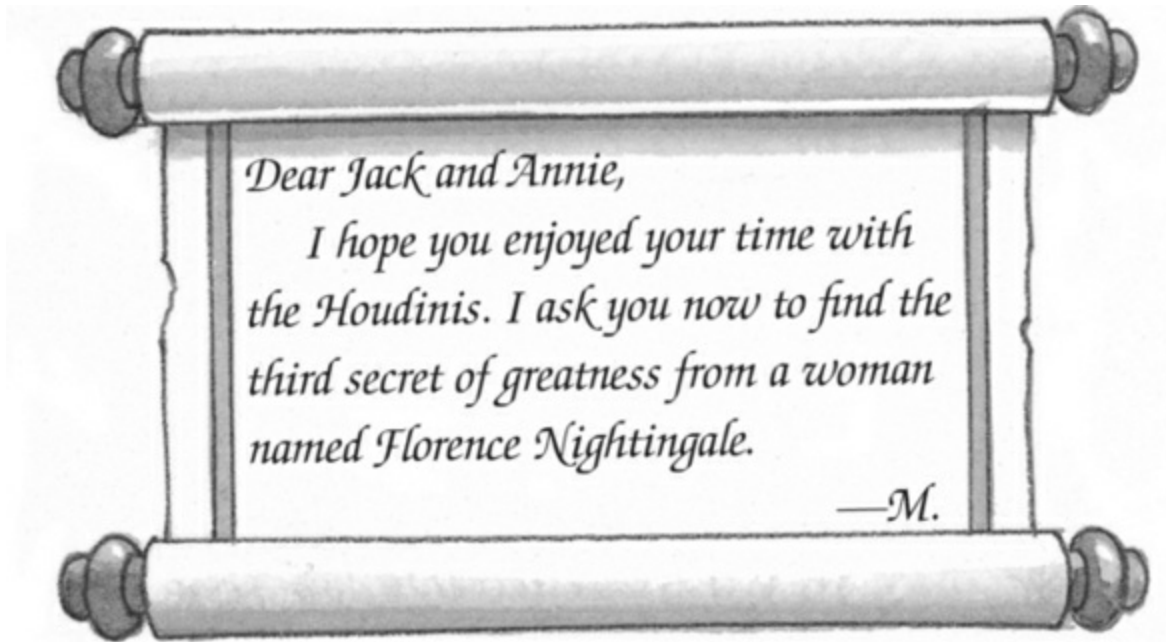 Dear Jack and Annie,
I hope you enjoyed your time with
the Houdinis. I ask you now to find the
third secret of greatness from a woman
named Florence Nightingale.
—M.